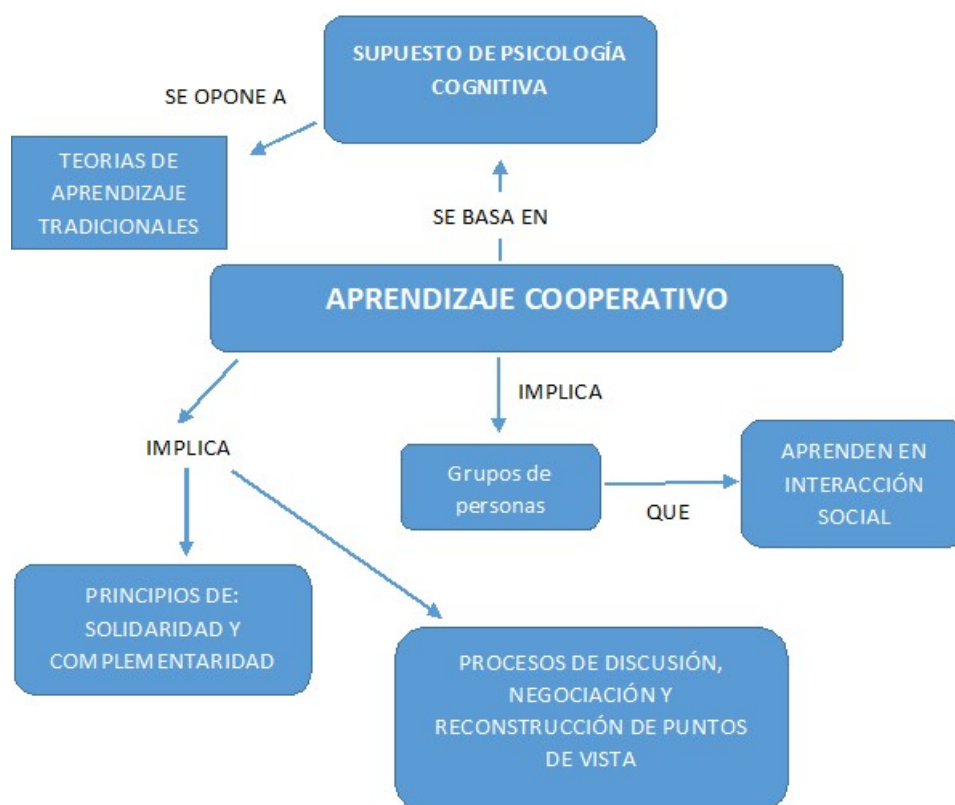 SUPUESTO DE PSICOLOGÍA
COGNITIVA
SE OPONE A
TEORIAS DE
APRENDIZAJE
TRADICIONALES
SE BASA EN
APRENDIZAJE COOPERATIVO
IMPLICA
IMPLICA
Grupos de
personas
QUE
APRENDEN EN
INTERACCIÓN
SOCIAL
PRINCIPIOS DE:
SOLIDARIDAD Y
COMPLEMENTARIDAD
PROCESOS DE DISCUSIÓN,
NEGOCIACIÓN Y
RECONSTRUCCIÓN DE PUNTOS
DE VISTA